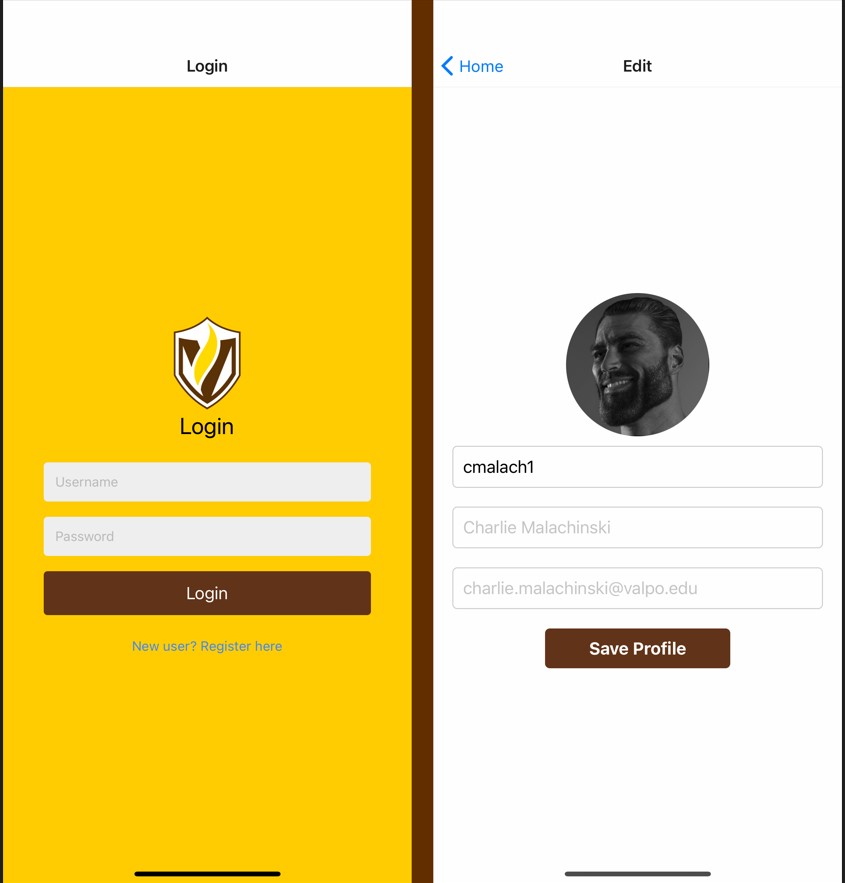 Login
Login
Username
Password
Login
New user? Register here
Home
Edit
cmalach1
Charlie Malachinski
charlie.malachinski@valpo.edu
Save Profile